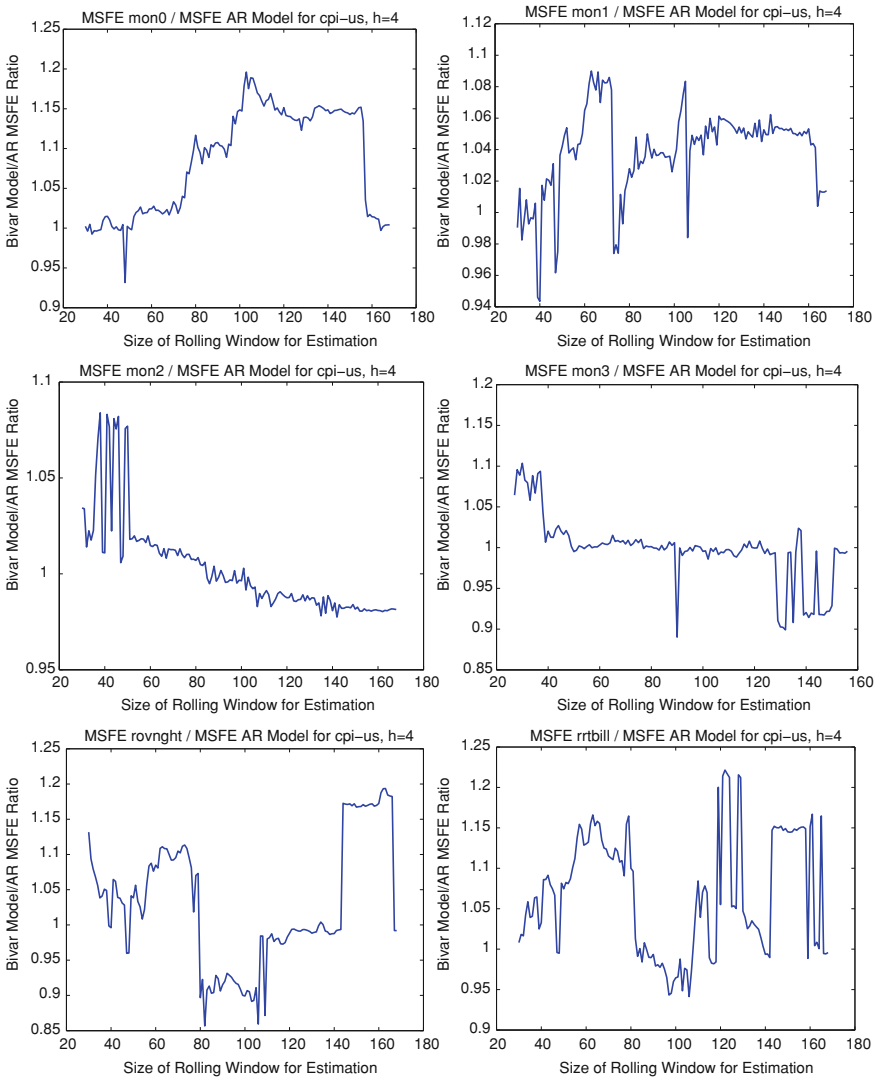 MSFE mon0 / MSFE AR Model for cpi−us, h=4
Bivar Model/AR MSFE Ratio
1.25
1.2
1.15
1.1
1.05
1
0.95
0.9
20 40 60 80 100 120 140 160 180
Size of Rolling Window for Estimation
MSFE mon1 / MSFE AR Model for cpi−us, h=4
Bivar Model/AR MSFE Ratio
1.12
1.1
1.08
1.06
1.04
1.02
1
0.98
0.96
0.94
20 40 60 80 100 120 140 160 180
Size of Rolling Window for Estimation
MSFE mon2 / MSFE AR Model for cpi−us, h=4
Bivar Model/AR MSFE Ratio
1.1
1.05
1
0.95
20 40 60 80 100 120 140 160 180
Size of Rolling Window for Estimation
MSFE mon3 / MSFE AR Model for cpi−us, h=4
Bivar Model/AR MSFE Ratio
1.2
1.15
1.1
1.05
1
0.95
0.9
0.85
20 40 60 80 100 120 140 160
Size of Rolling Window for Estimation
MSFE rovnght / MSFE AR Model for cpi−us, h=4
Bivar Model/AR MSFE Ratio
1.25
1.2
1.15
1.1
1.05
1
0.95
0.9
0.85
20 40 60 80 100 120 140 160 180
Size of Rolling Window for Estimation
MSFE rrtbill / MSFE AR Model for cpi−us, h=4
Bivar Model/AR MSFE Ratio
1.25
1.2
1.15
1.1
1.05
1
0.95
0.9
20 40 60 80 100 120 140 160 180
Size of Rolling Window for Estimation